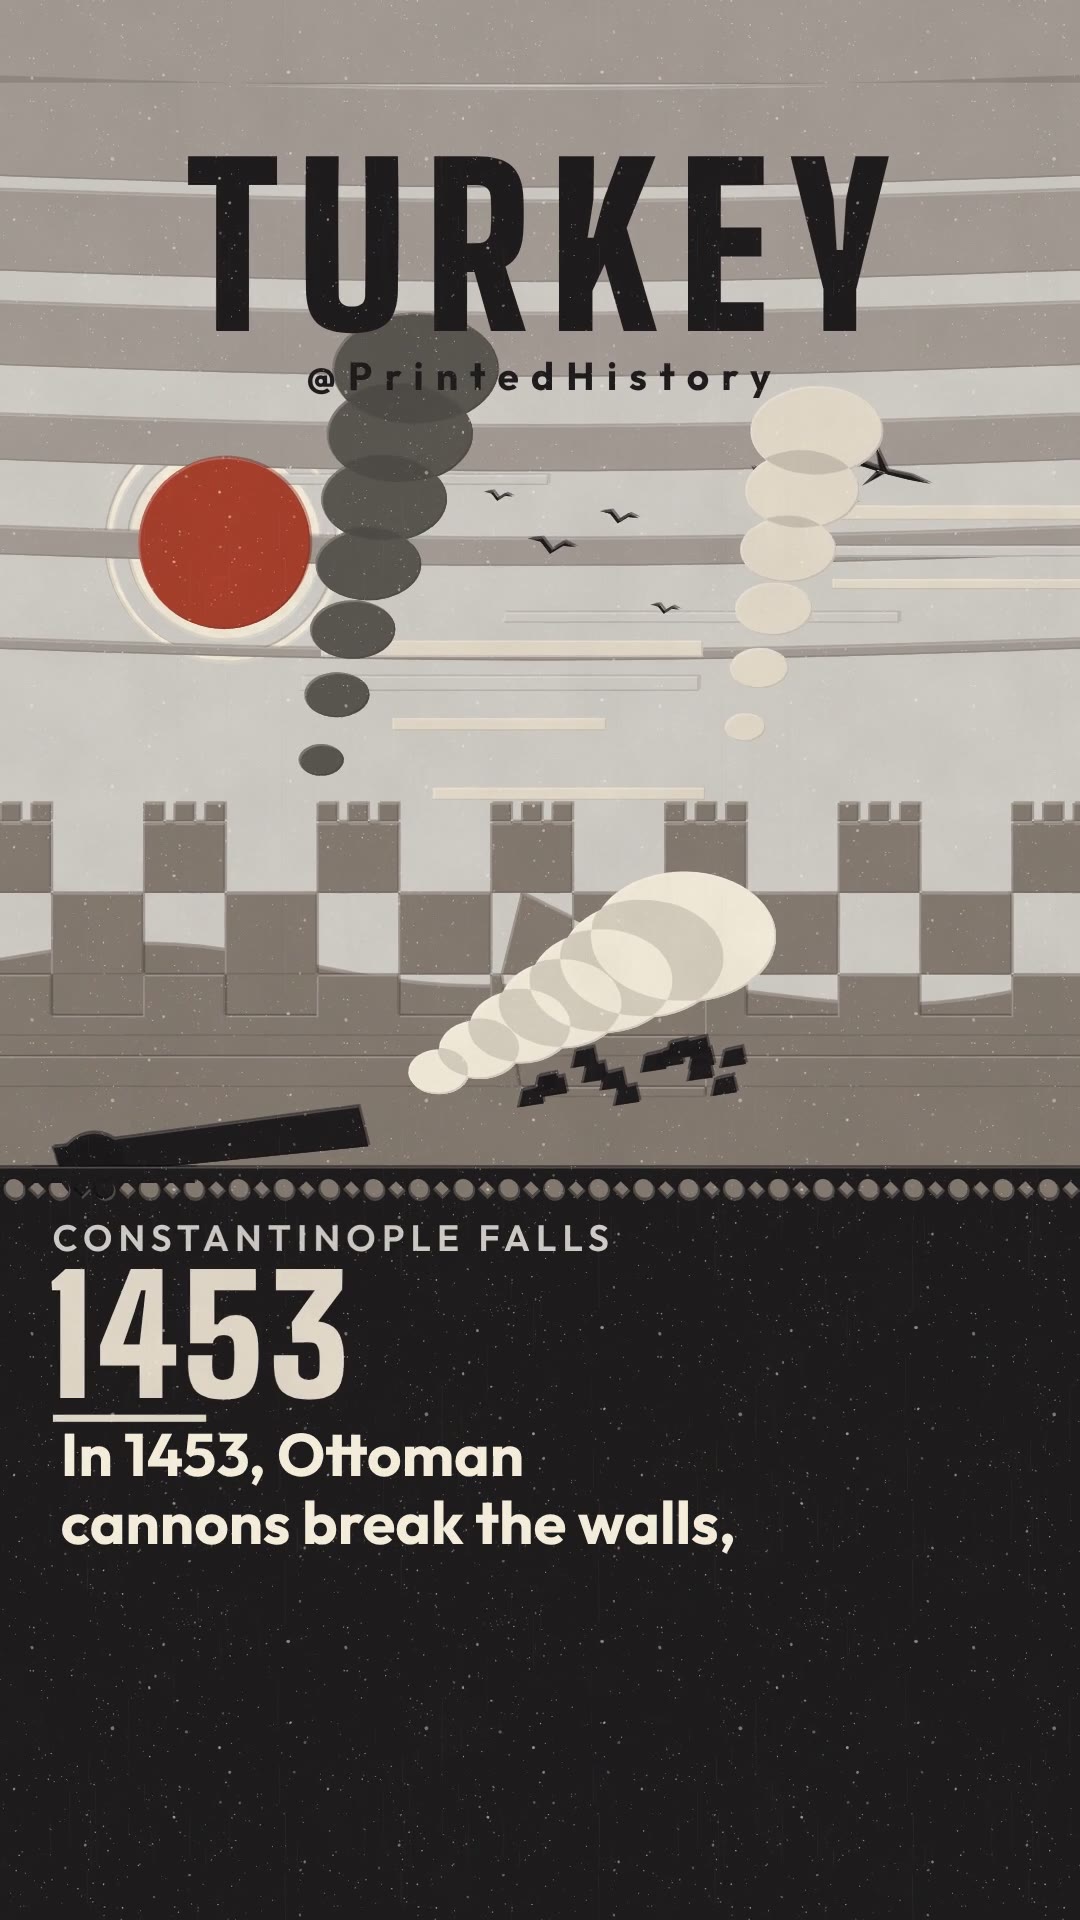 TURKEY
@PrintedHistory
CONSTANTINOPLE FALLS
1453
In 1453, Ottoman
cannons break the walls,